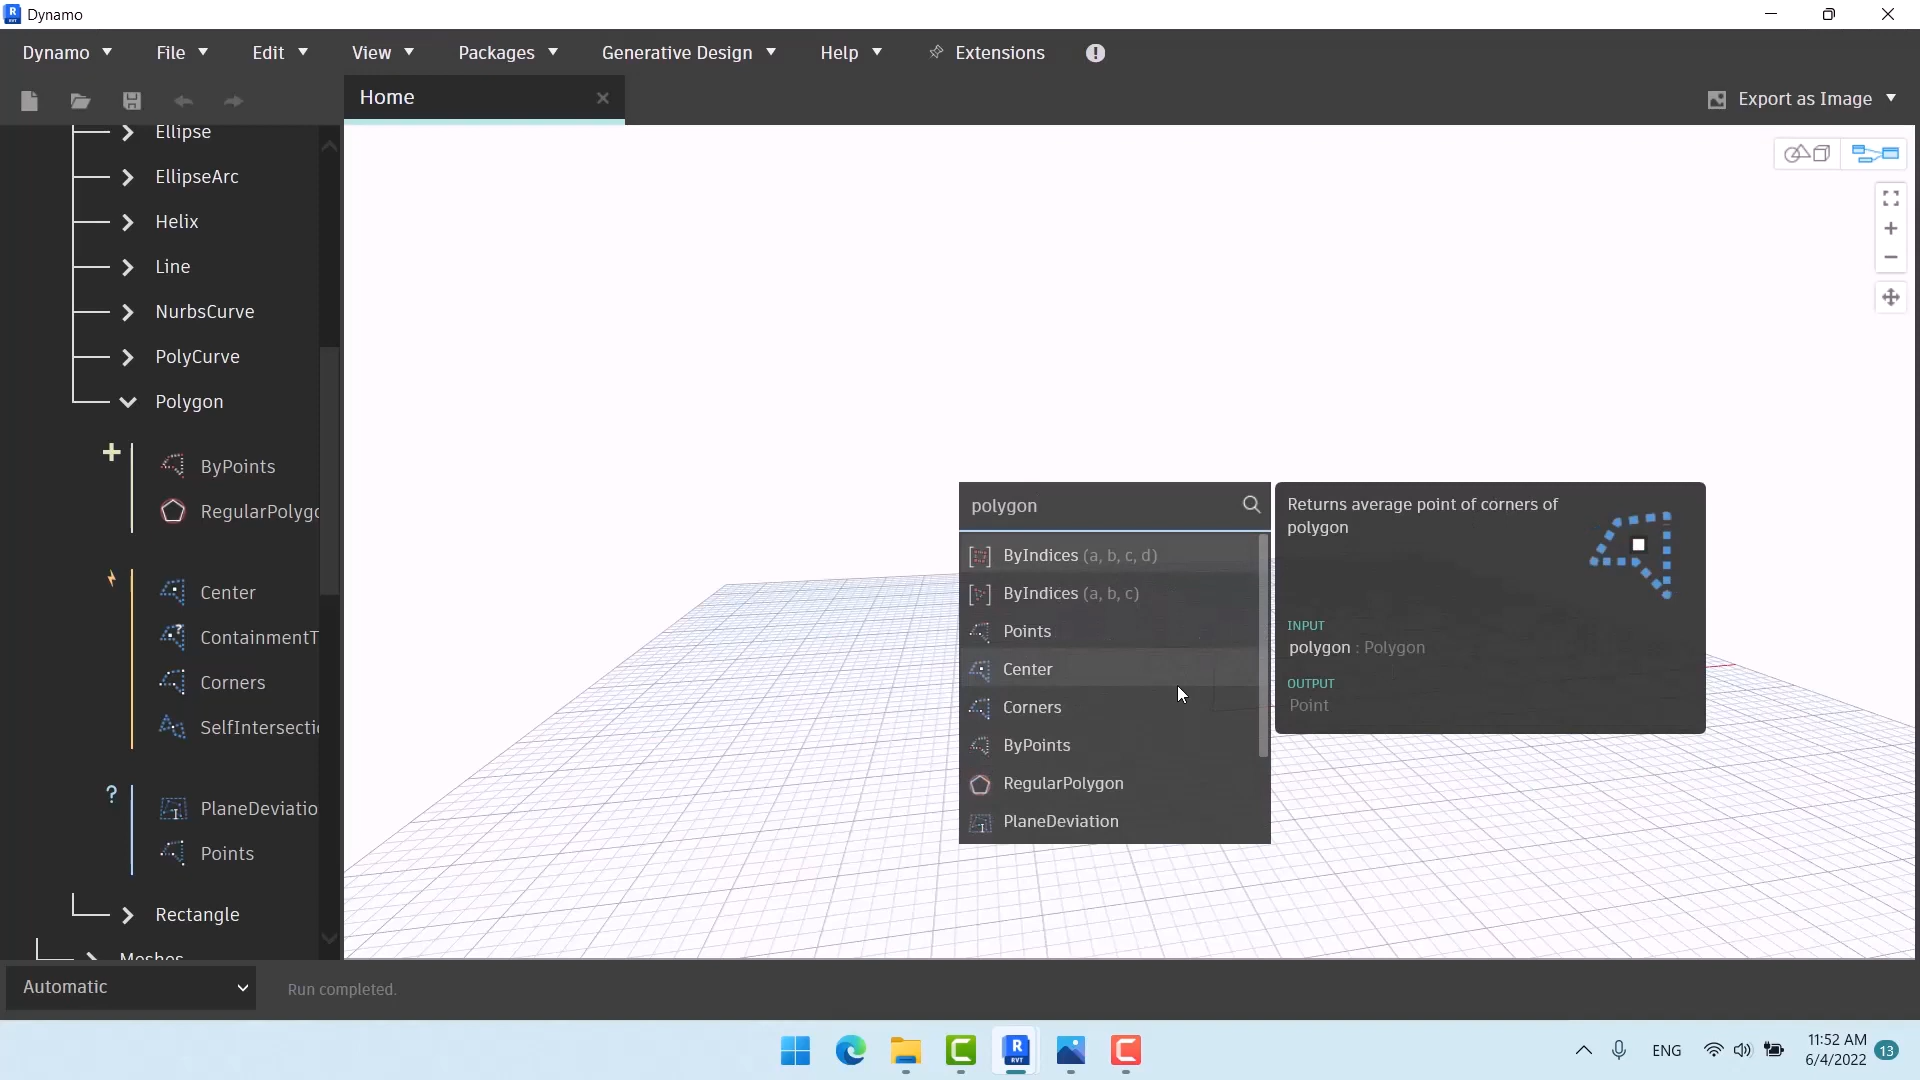 Dynamo
Dynamo File Edit View Packages Generative Design Help Extensions
Home
Export as Image
Ellipse
EllipseArc
Helix
Line
NurbsCurve
PolyCurve
Polygon
ByPoints
RegularPolygo
Center
ContainmentT
Corners
SelfIntersecti
PlaneDeviatio
Points
Rectangle
Meshes
polygon
ByIndices (a, b, c, d)
ByIndices (a, b, c)
Points
Center
Corners
ByPoints
RegularPolygon
PlaneDeviation
Returns average point of corners of
polygon
INPUT
polygon : Polygon
OUTPUT
Point
Automatic
Run completed.
R
RVT
ENG
11:52 AM
6/4/2022
13